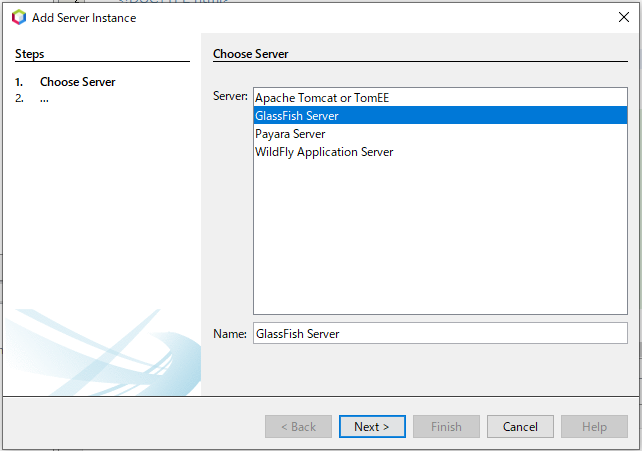 Add Server Instance
Steps
1. Choose Server
2. ...
Choose Server
Server:
Apache Tomcat or TomEE
GlassFish Server
Payara Server
WildFly Application Server
Name: GlassFish Server
< Back Next > Finish Cancel Help